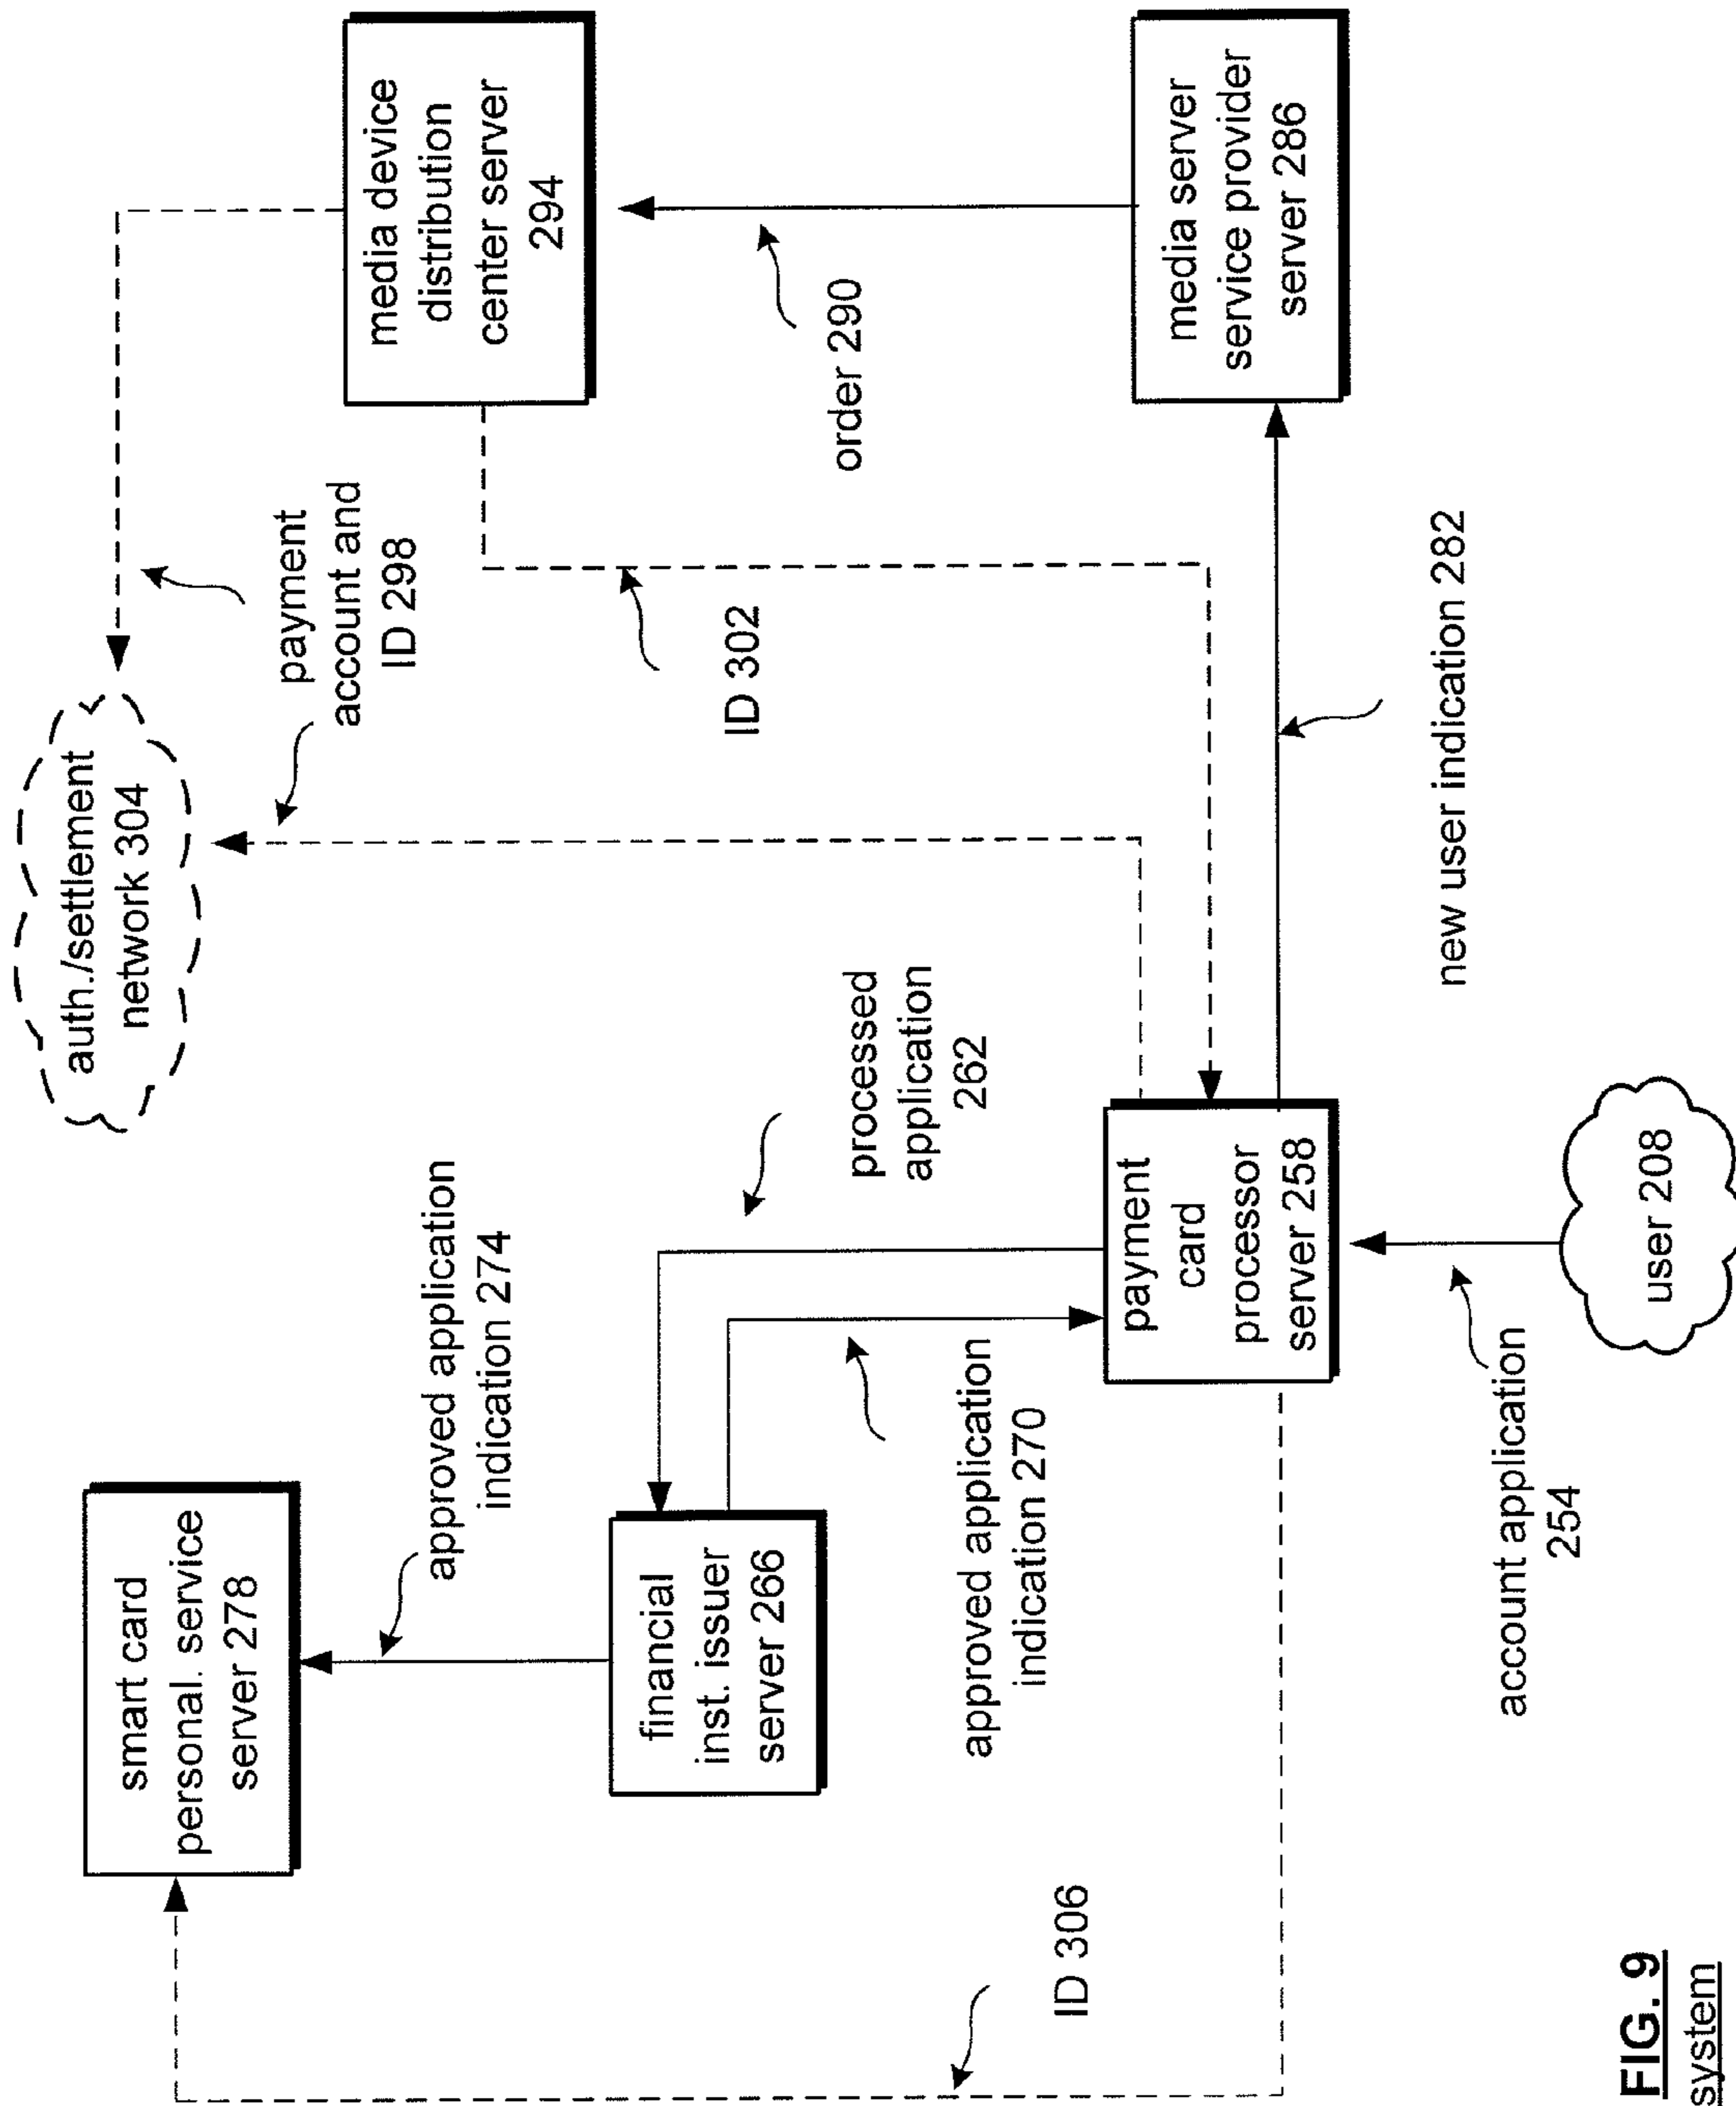 smart card
personal. service
server 278
approved application
indication 274
financial
inst. issuer
server 266
approved application
indication 270
processed
application
262
auth./settlement
network 304
payment
account and
ID 298
media device
distribution
center server
294
ID 302
order 290
ID 306
payment
card
processor
server 258
media server
service provider
server 286
new user indication 282
account application
254
user 208
FIG. 9
system